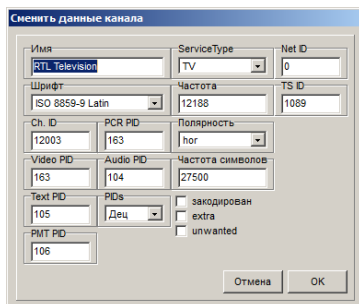 Сменить данные канала
Имя ServiceType Net ID
RTL Television TV 0
Шрифт Частота TS ID
ISO 8859-9 Latin 12188 1089
Ch. ID PCR PID Полярность
12003 163 hor
Video PID Audio PID Частота символов
163 104 27500
Text PID PIDs закодирован
105 Дец extra
unwanted
PMT PID
106
Отмена OK